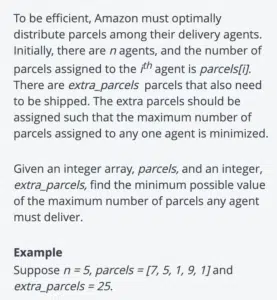 To be efficient, Amazon must optimally
distribute parcels among their delivery agents.
Initially, there are n agents, and the number of
parcels assigned to the ith agent is parcels[i].
There are extra_parcels parcels that also need
to be shipped. The extra parcels should be
assigned such that the maximum number of
parcels assigned to any one agent is minimized.
Given an integer array, parcels, and an integer,
extra_parcels, find the minimum possible value
of the maximum number of parcels any agent
must deliver.
Example
Suppose n = 5, parcels = [7, 5, 1, 9, 1] and
extra_parcels = 25.